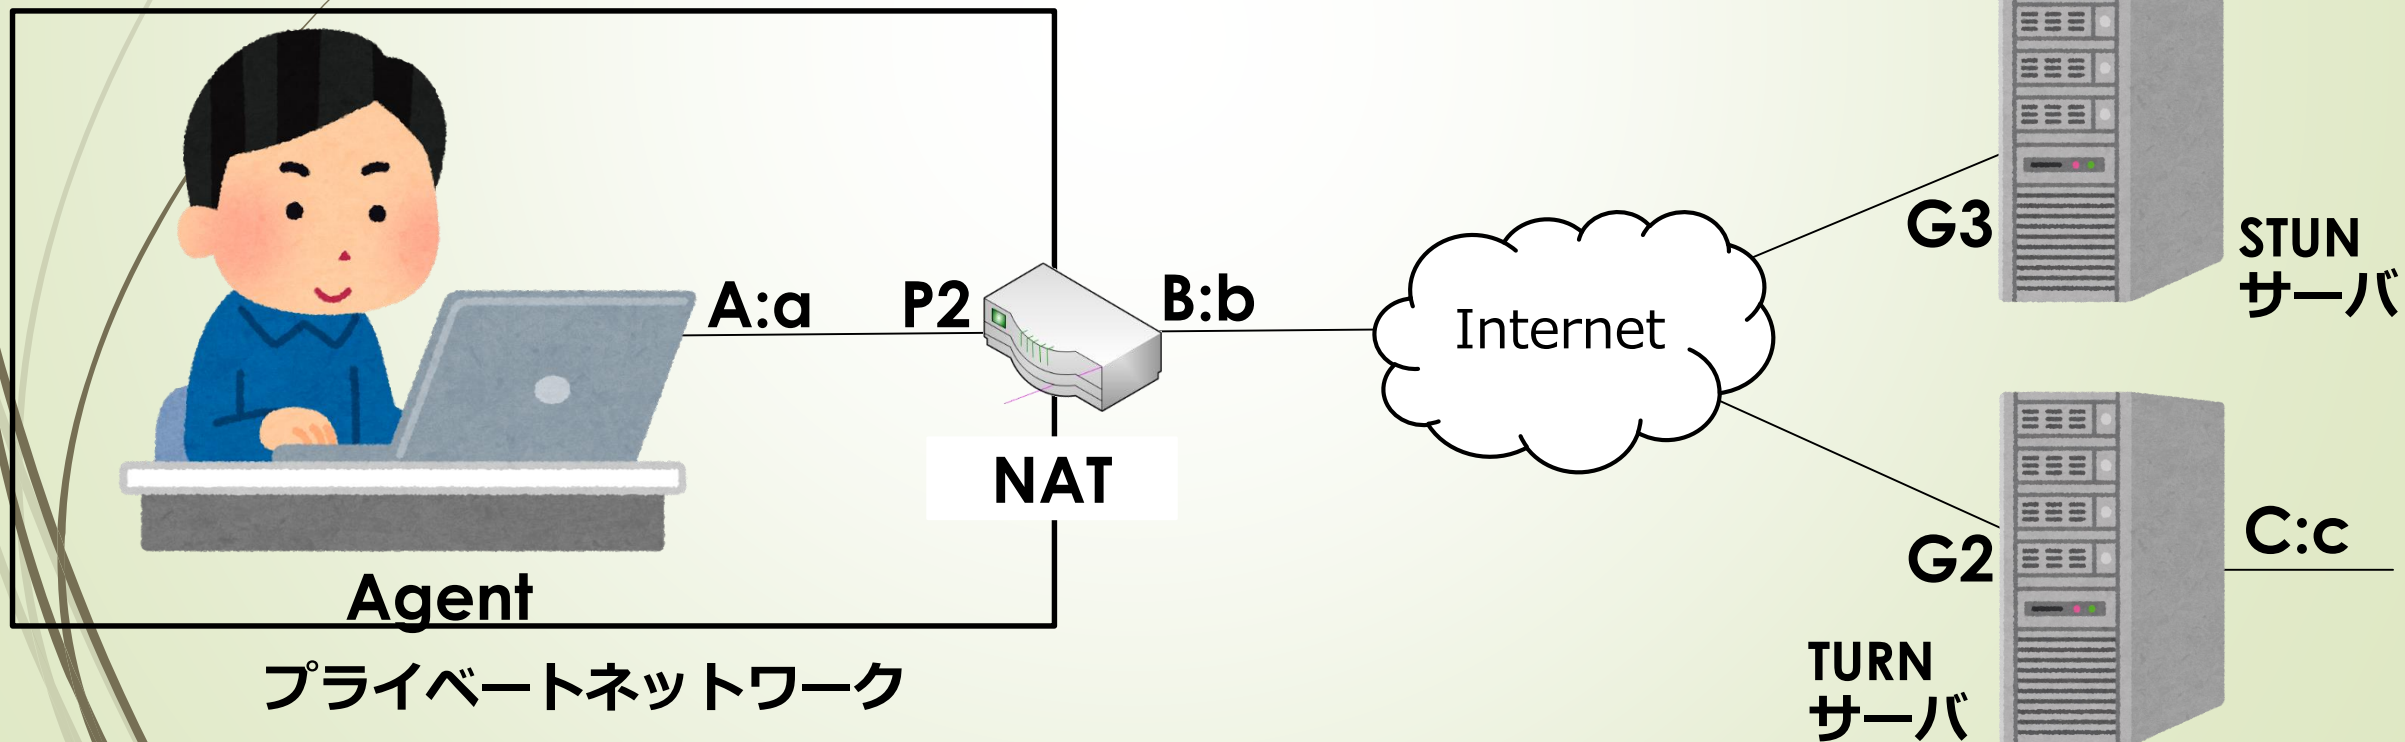 G3
STUN
サーバ
A:a
P2
B:b
Internet
NAT
C:c
G2
Agent
TURN
サーバ
プライベートネットワーク